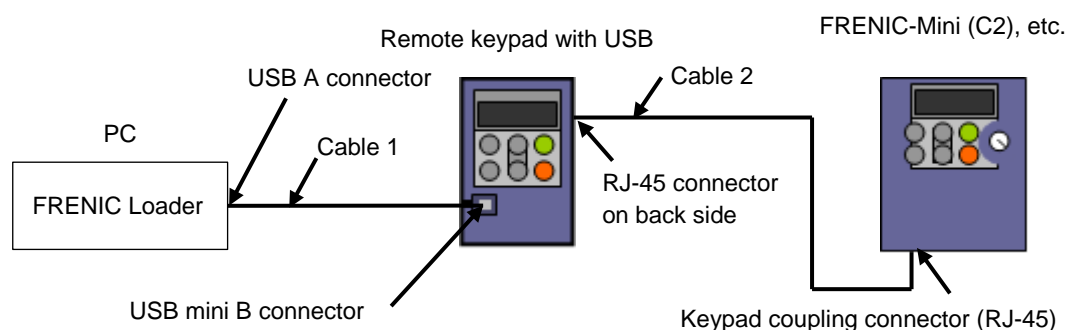 FRENIC-Mini (C2), etc.
Remote keypad with USB
USB A connector
Cable 2
PC
Cable 1
FRENIC Loader
RJ-45 connector
on back side
USB mini B connector
Keypad coupling connector (RJ-45)